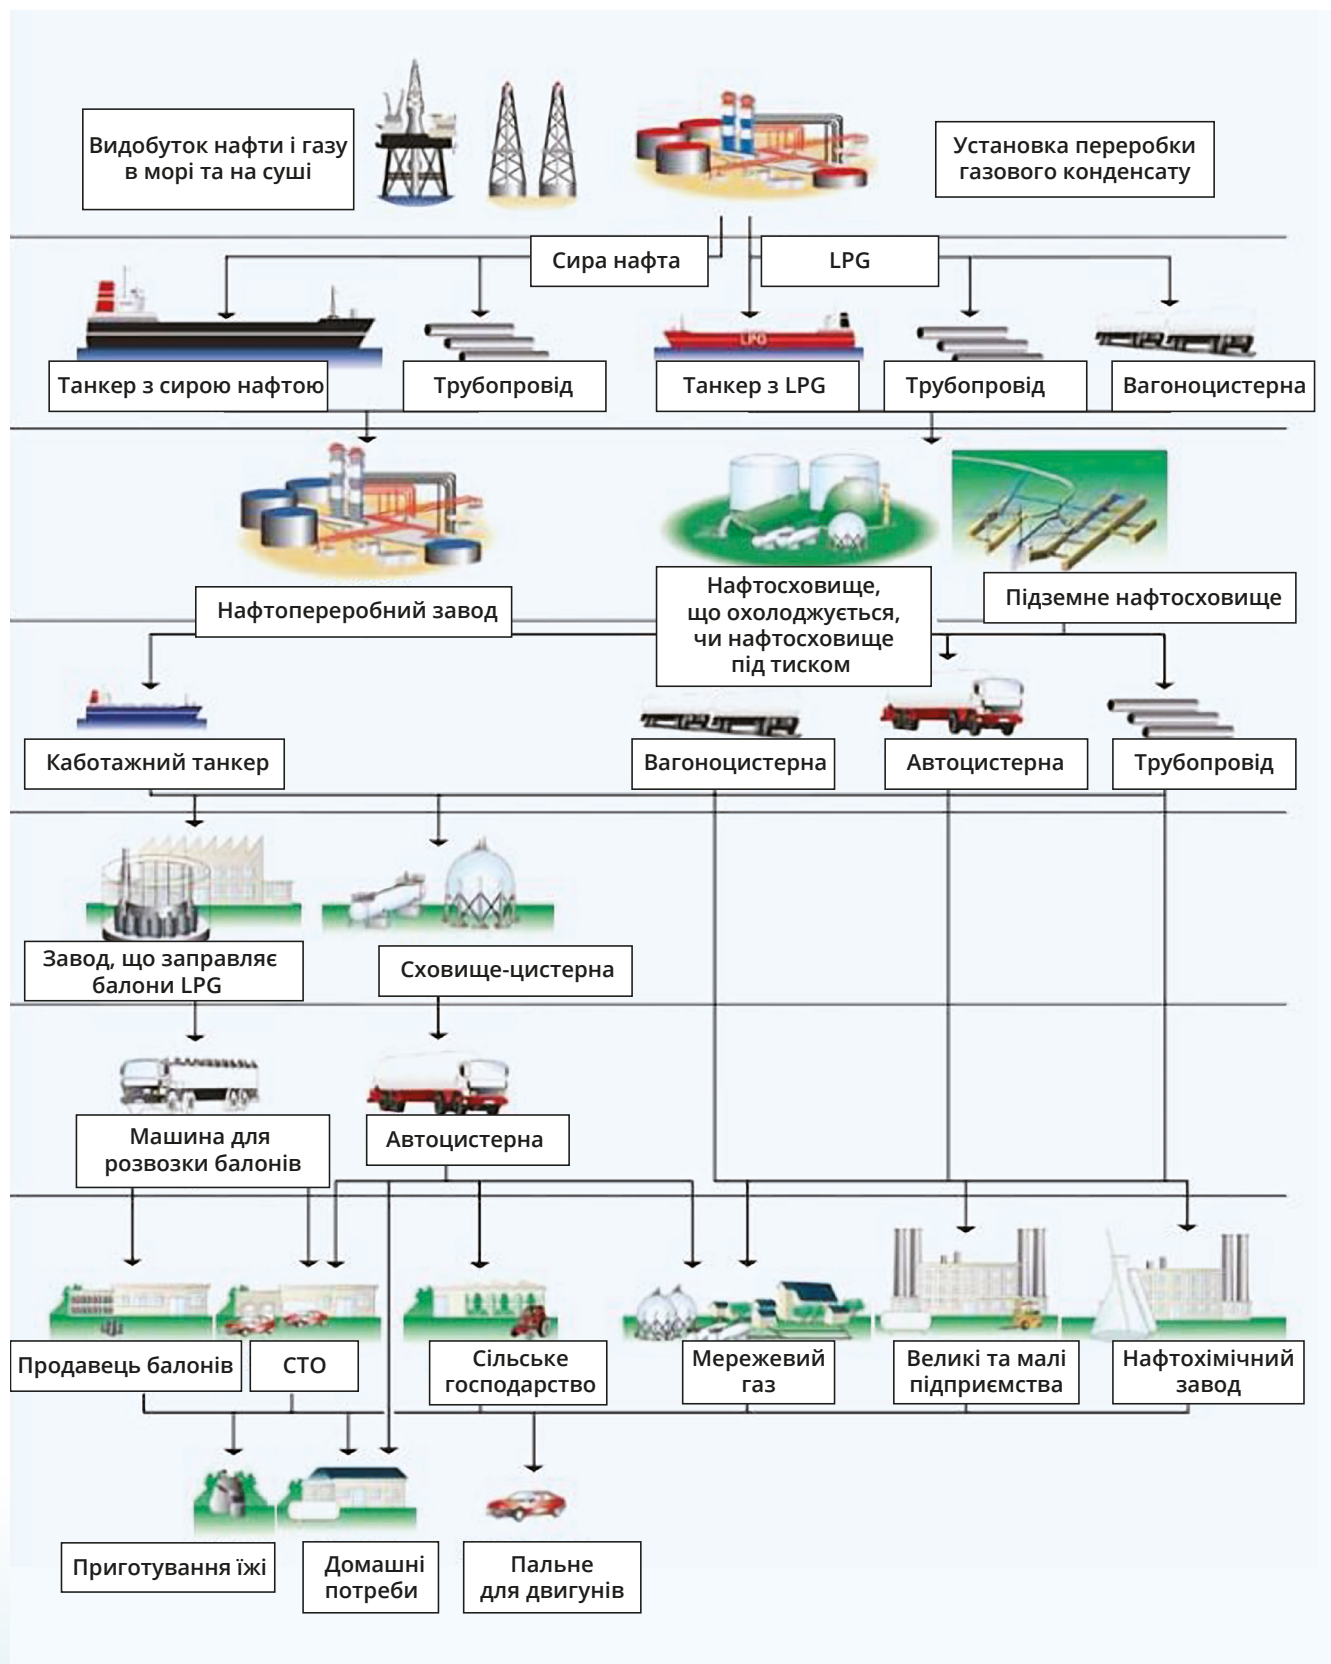 Видобуток нафти і газу
в морі та на суші
Установка переробки
газового конденсату
Сира нафта
LPG
LPG
Танкер з сирою нафтою
Трубопровід
Танкер з LPG
Трубопровід
Вагоноцистерна
Нафтопереробний завод
Нафтосховище,
що охолоджується,
чи нафтосховище
під тиском
Підземне нафтосховище
Каботажний танкер
Вагоноцистерна
Автоцистерна
Трубопровід
Завод, що заправляє
балони LPG
Сховище-цистерна
Машина для
розвозки балонів
Автоцистерна
Продавець балонів
СТО
Сільське
господарство
Мережевий
газ
Великі та малі
підприємства
Нафтохімічний
завод
Приготування їжі
Домашні
потреби
Пальне
для двигунів